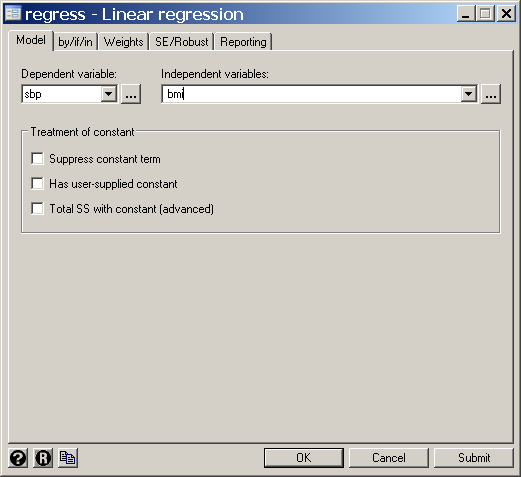 regress - Linear regression
Model by/if/in Weights SE/Robust Reporting
Dependent variable: Independent variables:
sbp ... bmi ...
Treatment of constant
Suppress constant term
Has user-supplied constant
Total SS with constant (advanced)
? R OK Cancel Submit